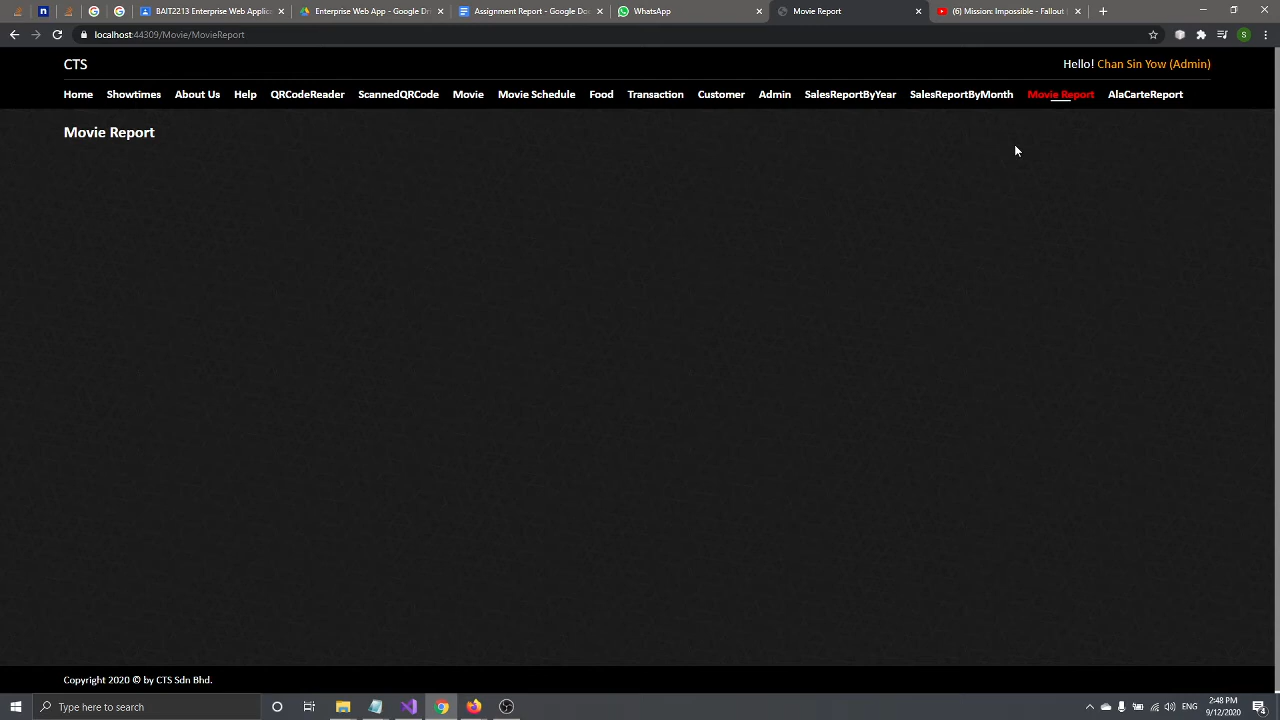 BAIT2213 Enterprise Web Applica
Enterprise Web App - Google Dri
Assignment Report - Google Doc
WhatsApp
Movie Report
(6) Mission: Impossible - Fallout
localhost:44309/Movie/MovieReport
S
CTS
Hello! Chan Sin Yow (Admin)
Home Showtimes About Us Help QRCodeReader ScannedQRCode Movie Movie Schedule Food Transaction Customer Admin SalesReportByYear SalesReportByMonth Movie Report AlaCarteReport
Movie Report
Copyright 2020 © by CTS Sdn Bhd.
Type here to search
ENG
2:48 PM
9/12/2020